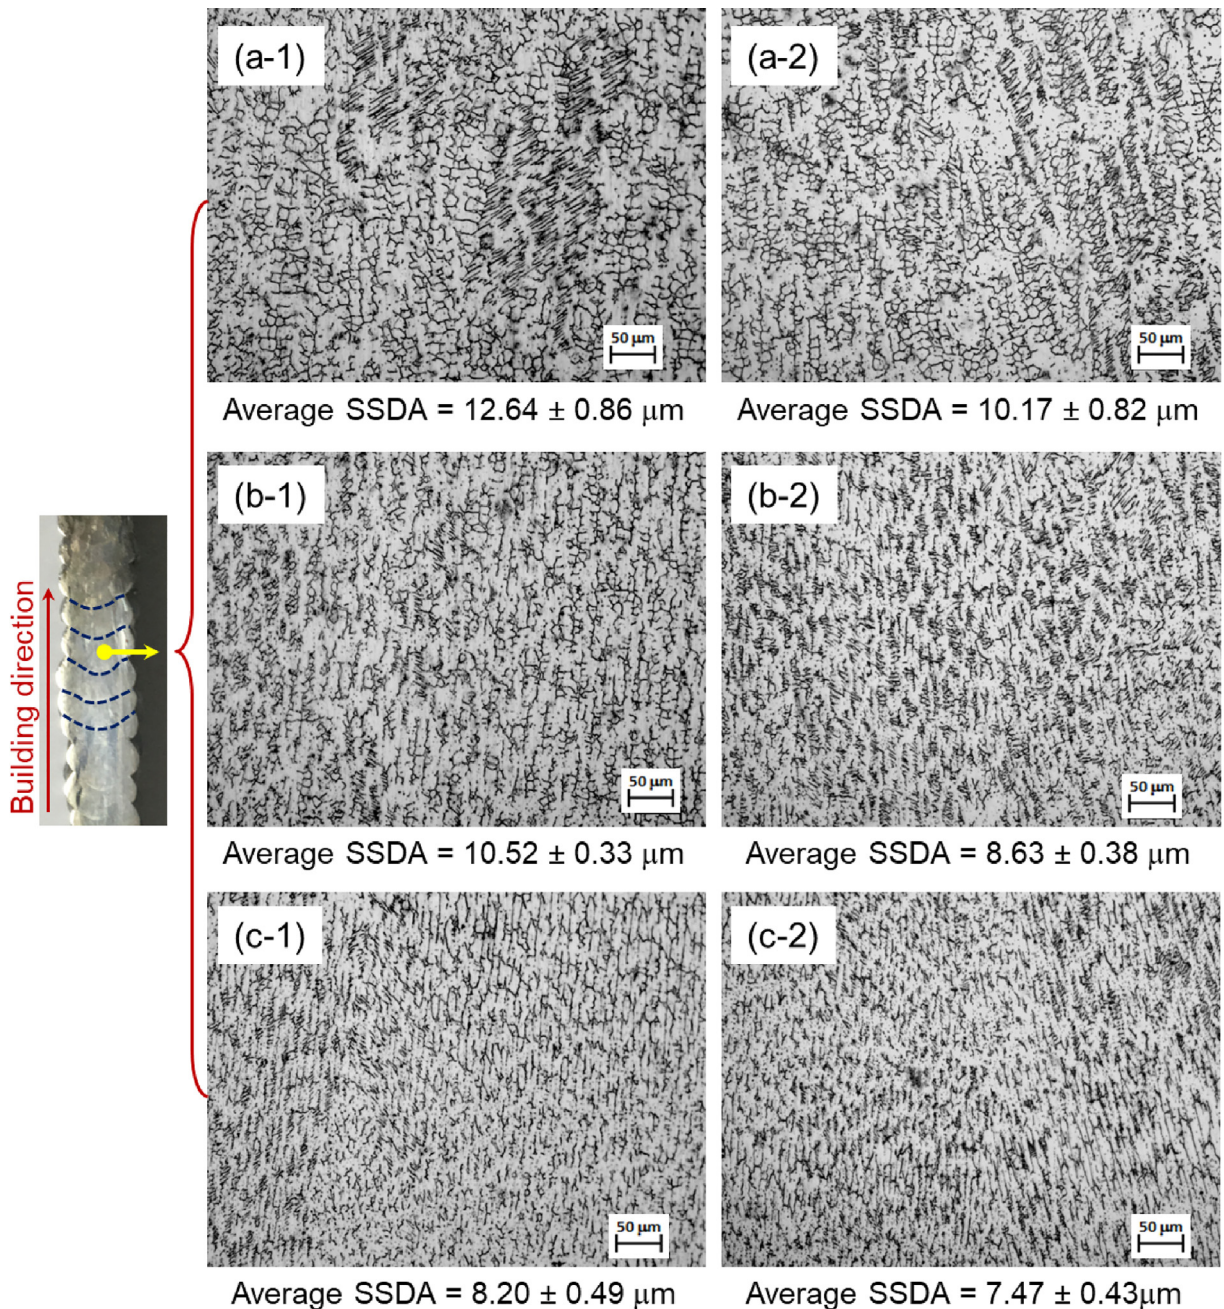 (a-1)
(a-2)
50 µm
50 µm
Average SSDA = 12.64 ± 0.86 µm
Average SSDA = 10.17 ± 0.82 µm
(b-1)
(b-2)
Building direction
50 µm
50 µm
Average SSDA = 10.52 ± 0.33 µm
Average SSDA = 8.63 ± 0.38 µm
(c-1)
(c-2)
50 µm
50 µm
Average SSDA = 8.20 ± 0.49 µm
Average SSDA = 7.47 ± 0.43µm